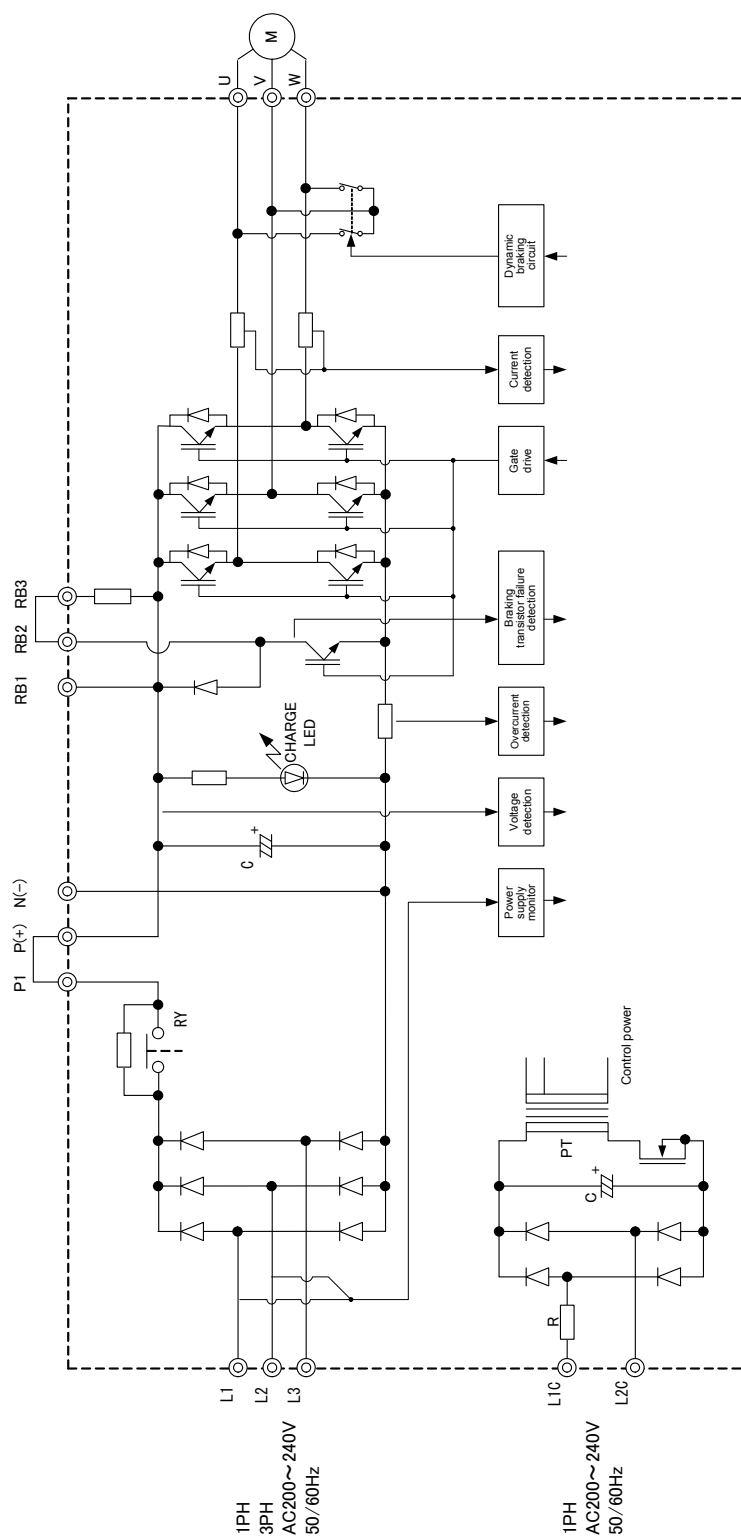 P1
P(+)
N(-)
RB1
RB2
RB3
RY
C
+
CHARGE
LED
U
V
W
M
L1
L2
L3
1PH
3PH
AC200～240V
50/60Hz
Power
supply
monitor
Voltage
detection
Overcurrent
detection
Braking
transistor failure
detection
Gate
drive
Current
detection
Dynamic
braking
circuit
L1C
L2C
R
C
+
PT
Control power
1PH
AC200～240V
50/60Hz